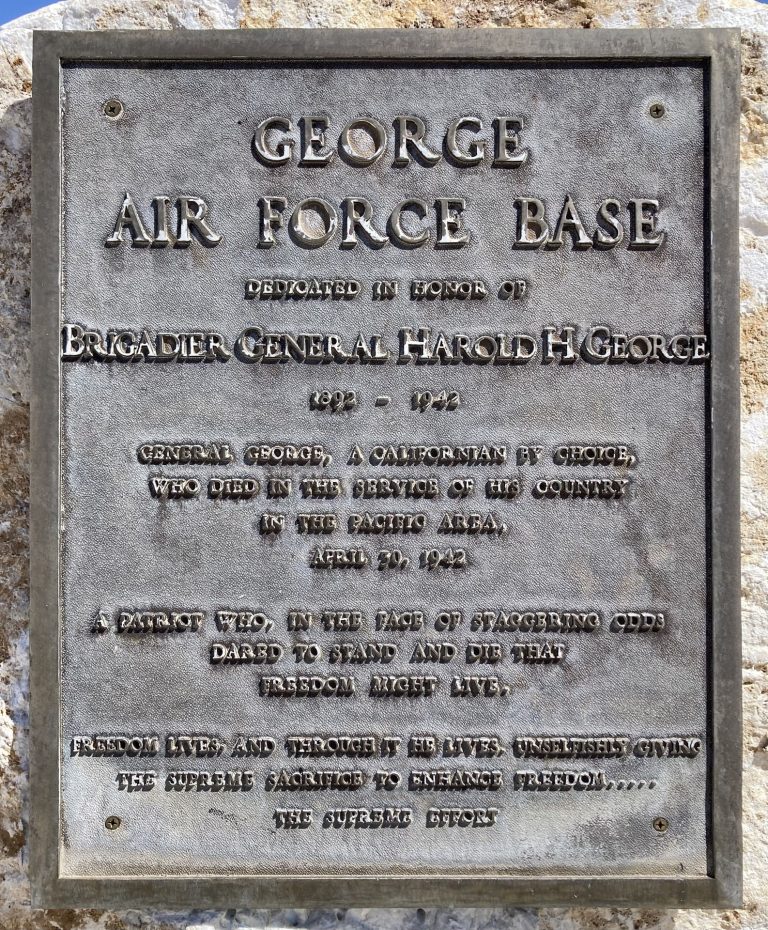 GEORGE
AIR FORCE BASE
DEDICATED IN HONOR OF
BRIGADIER GENERAL HAROLD H GEORGE
1892 - 1942
GENERAL GEORGE, A CALIFORNIAN BY CHOICE,
WHO DIED IN THE SERVICE OF HIS COUNTRY
IN THE PACIFIC AREA,
APRIL 30, 1942
A PATRIOT WHO, IN THE FACE OF STAGGERING ODDS
DARED TO STAND AND DIE THAT
FREEDOM MIGHT LIVE.
FREEDOM LIVES, AND THROUGH IT HE LIVES. UNSELFISHLY GIVING
THE SUPREME SACRIFICE TO ENHANCE FREEDOM.....
THE SUPREME EFFORT